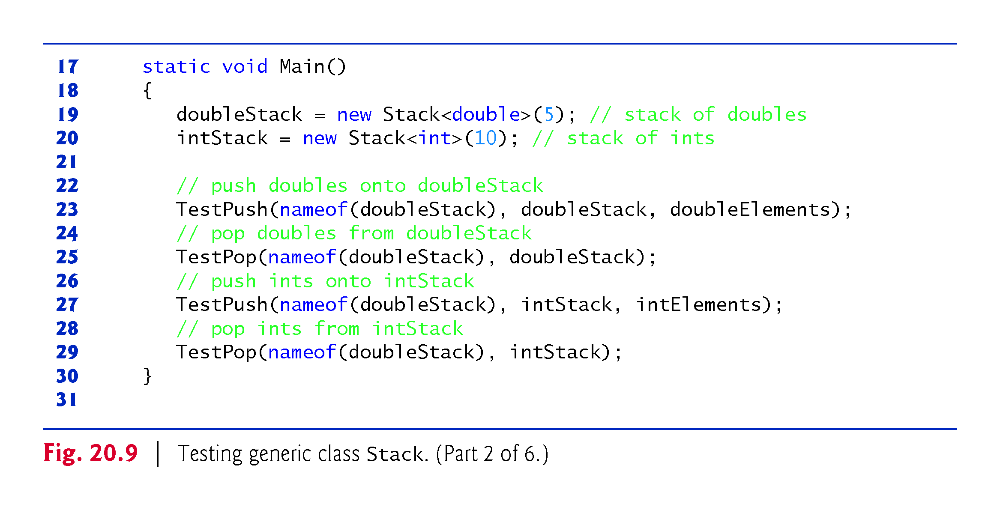 17 static void Main()
18 {
19 doubleStack = new Stack<double>(5); // stack of doubles
20 intStack = new Stack<int>(10); // stack of ints
21
22 // push doubles onto doubleStack
23 TestPush(nameof(doubleStack), doubleStack, doubleElements);
24 // pop doubles from doubleStack
25 TestPop(nameof(doubleStack), doubleStack);
26 // push ints onto intStack
27 TestPush(nameof(doubleStack), intStack, intElements);
28 // pop ints from intStack
29 TestPop(nameof(doubleStack), intStack);
30 }
31
Fig. 20.9 | Testing generic class Stack. (Part 2 of 6.)